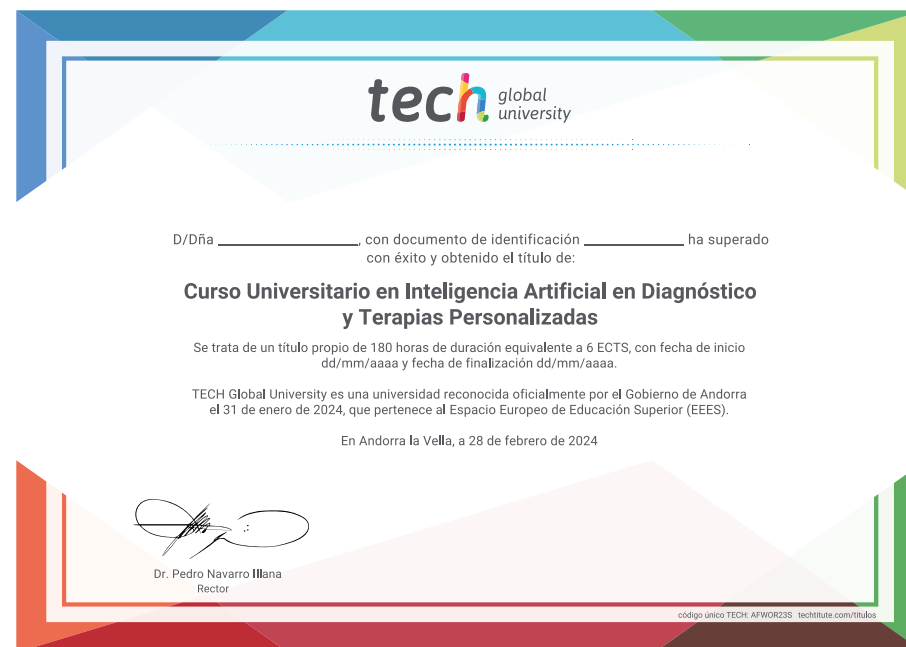 tech global university
D/Dña ____________________, con documento de identificación ______________ ha superado
con éxito y obtenido el título de:
Curso Universitario en Inteligencia Artificial en Diagnóstico
y Terapias Personalizadas
Se trata de un título propio de 180 horas de duración equivalente a 6 ECTS, con fecha de inicio
dd/mm/aaaa y fecha de finalización dd/mm/aaaa.
TECH Global University es una universidad reconocida oficialmente por el Gobierno de Andorra
el 31 de enero de 2024, que pertenece al Espacio Europeo de Educación Superior (EEES).
En Andorra la Vella, a 28 de febrero de 2024
Dr. Pedro Navarro Illana
Rector
código único TECH: AFWOR23S techtitute.com/titulos